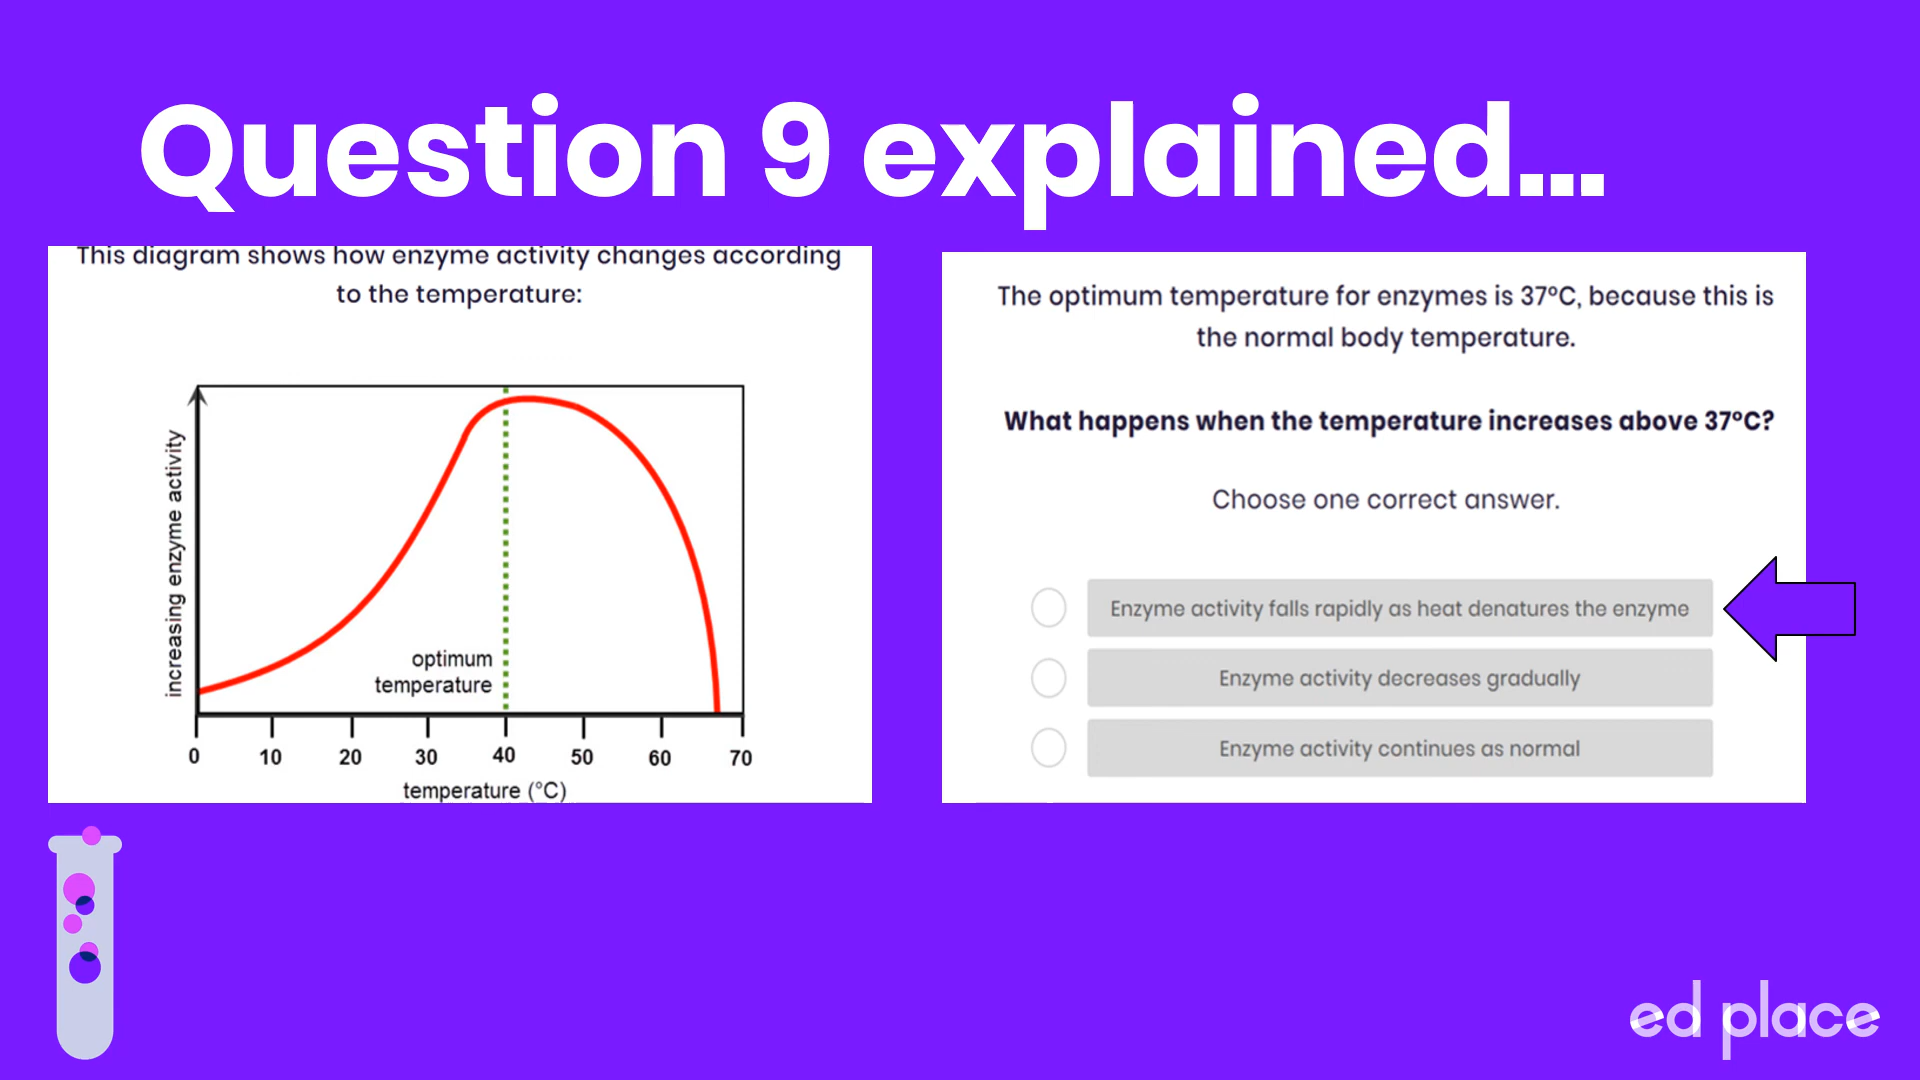 Question 9 explained...
This diagram shows how enzyme activity changes according
to the temperature:
increasing enzyme activity
optimum
temperature
0 10 20 30 40 50 60 70
temperature (°C)
The optimum temperature for enzymes is 37°C, because this is
the normal body temperature.
What happens when the temperature increases above 37°C?
Choose one correct answer.
Enzyme activity falls rapidly as heat denatures the enzyme
Enzyme activity decreases gradually
Enzyme activity continues as normal
ed place